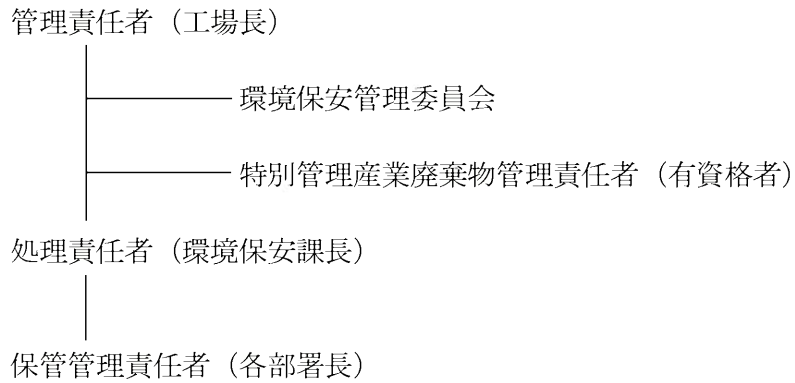 管理責任者（工場長）
環境保安管理委員会
特別管理産業廃棄物管理責任者（有資格者）
処理責任者（環境保安課長）
保管管理責任者（各部署長）